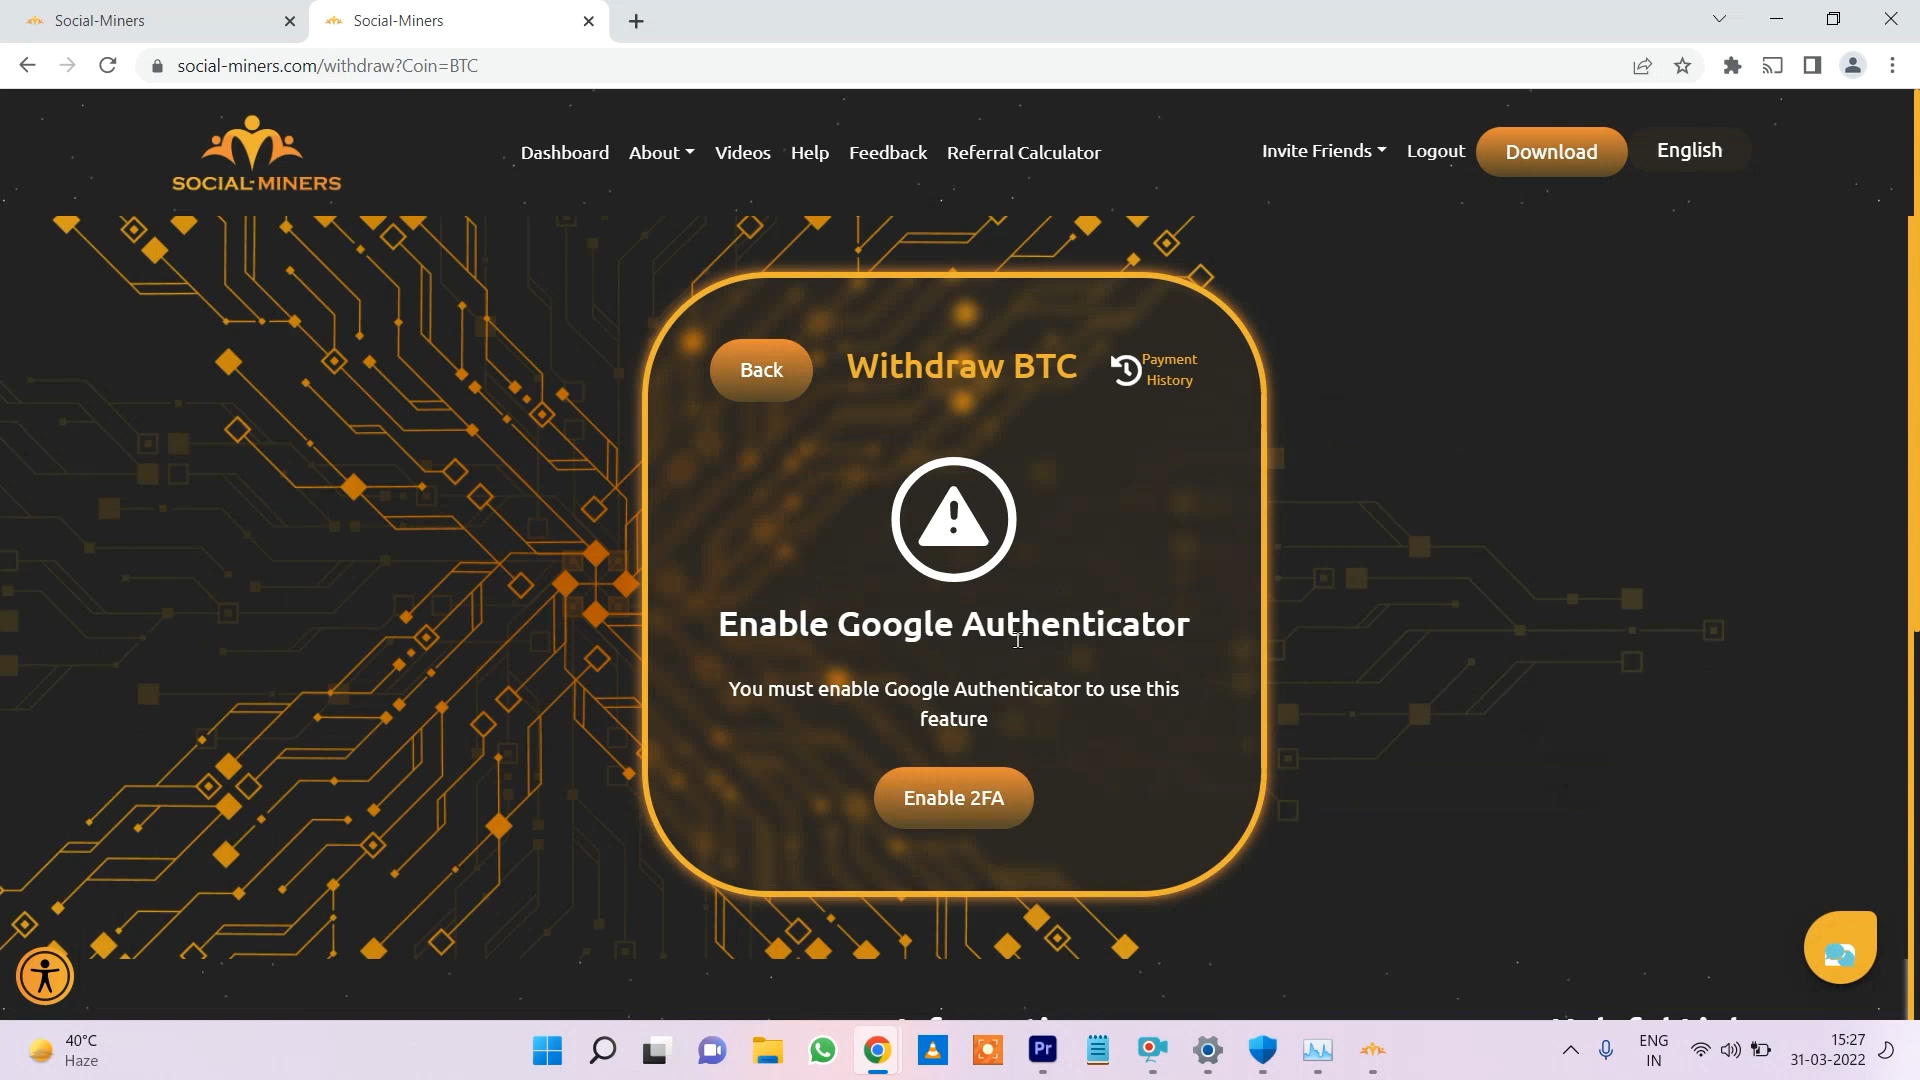 Social-Miners
Social-Miners
social-miners.com/withdraw?Coin=BTC
SOCIAL-MINERS
Dashboard About Videos Help Feedback Referral Calculator
Invite Friends Logout Download English
Back
Withdraw BTC
Payment
History
Enable Google Authenticator
You must enable Google Authenticator to use this
feature
Enable 2FA
40°C
Haze
Pr
ENG
IN
15:27
31-03-2022